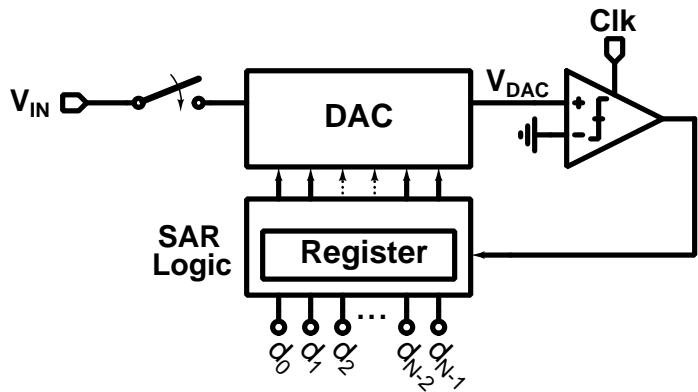 Clk
V_IN
DAC
V_DAC
+
-
SAR
Logic
Register
...
d_0 d_1 d_2 d_N-2 d_N-1